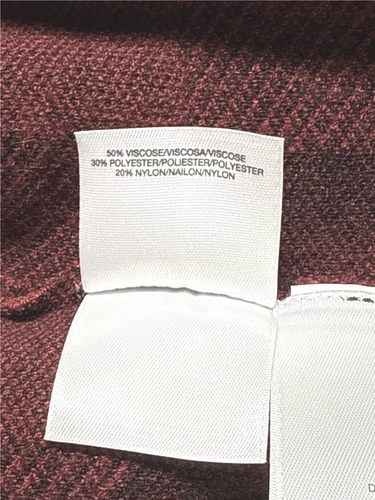 50% VISCOSE/VISCOSA/VISCOSE
30% POLYESTER/POLIESTER/POLYESTER
20% NYLON/NAILON/NYLON
D